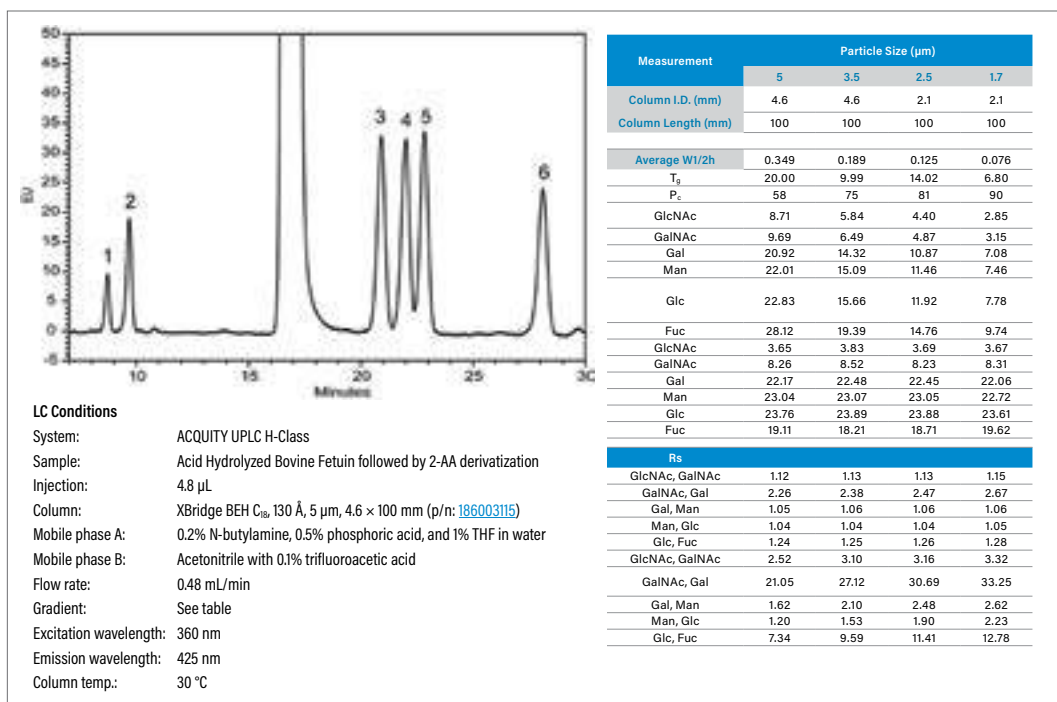 50
45
40
35
30
25
20
15
10
5
0
-5
EU
1
2
3
4
5
6
10
15
20
25
30
Minutes
LC Conditions
System: ACQUITY UPLC H-Class
Sample: Acid Hydrolyzed Bovine Fetuin followed by 2-AA derivatization
Injection: 4.8 µL
Column: XBridge BEH C₁₈, 130 Å, 5 µm, 4.6 × 100 mm (p/n: 186003115)
Mobile phase A: 0.2% N-butylamine, 0.5% phosphoric acid, and 1% THF in water
Mobile phase B: Acetonitrile with 0.1% trifluoroacetic acid
Flow rate: 0.48 mL/min
Gradient: See table
Excitation wavelength: 360 nm
Emission wavelength: 425 nm
Column temp.: 30 °C
Measurement Particle Size (µm)
5 3.5 2.5 1.7
Column I.D. (mm) 4.6 4.6 2.1 2.1
Column Length (mm) 100 100 100 100
Average W1/2h 0.349 0.189 0.125 0.076
T₉ 20.00 9.99 14.02 6.80
P꜀ 58 75 81 90
GlcNAc 8.71 5.84 4.40 2.85
GalNAc 9.69 6.49 4.87 3.15
Gal 20.92 14.32 10.87 7.08
Man 22.01 15.09 11.46 7.46
Glc 22.83 15.66 11.92 7.78
Fuc 28.12 19.39 14.76 9.74
GlcNAc 3.65 3.83 3.69 3.67
GalNAc 8.26 8.52 8.23 8.31
Gal 22.17 22.48 22.45 22.06
Man 23.04 23.07 23.05 22.72
Glc 23.76 23.89 23.88 23.61
Fuc 19.11 18.21 18.71 19.62
Rs
GlcNAc, GalNAc 1.12 1.13 1.13 1.15
GalNAc, Gal 2.26 2.38 2.47 2.67
Gal, Man 1.05 1.06 1.06 1.06
Man, Glc 1.04 1.04 1.04 1.05
Glc, Fuc 1.24 1.25 1.26 1.28
GlcNAc, GalNAc 2.52 3.10 3.16 3.32
GalNAc, Gal 21.05 27.12 30.69 33.25
Gal, Man 1.62 2.10 2.48 2.62
Man, Glc 1.20 1.53 1.90 2.23
Glc, Fuc 7.34 9.59 11.41 12.78